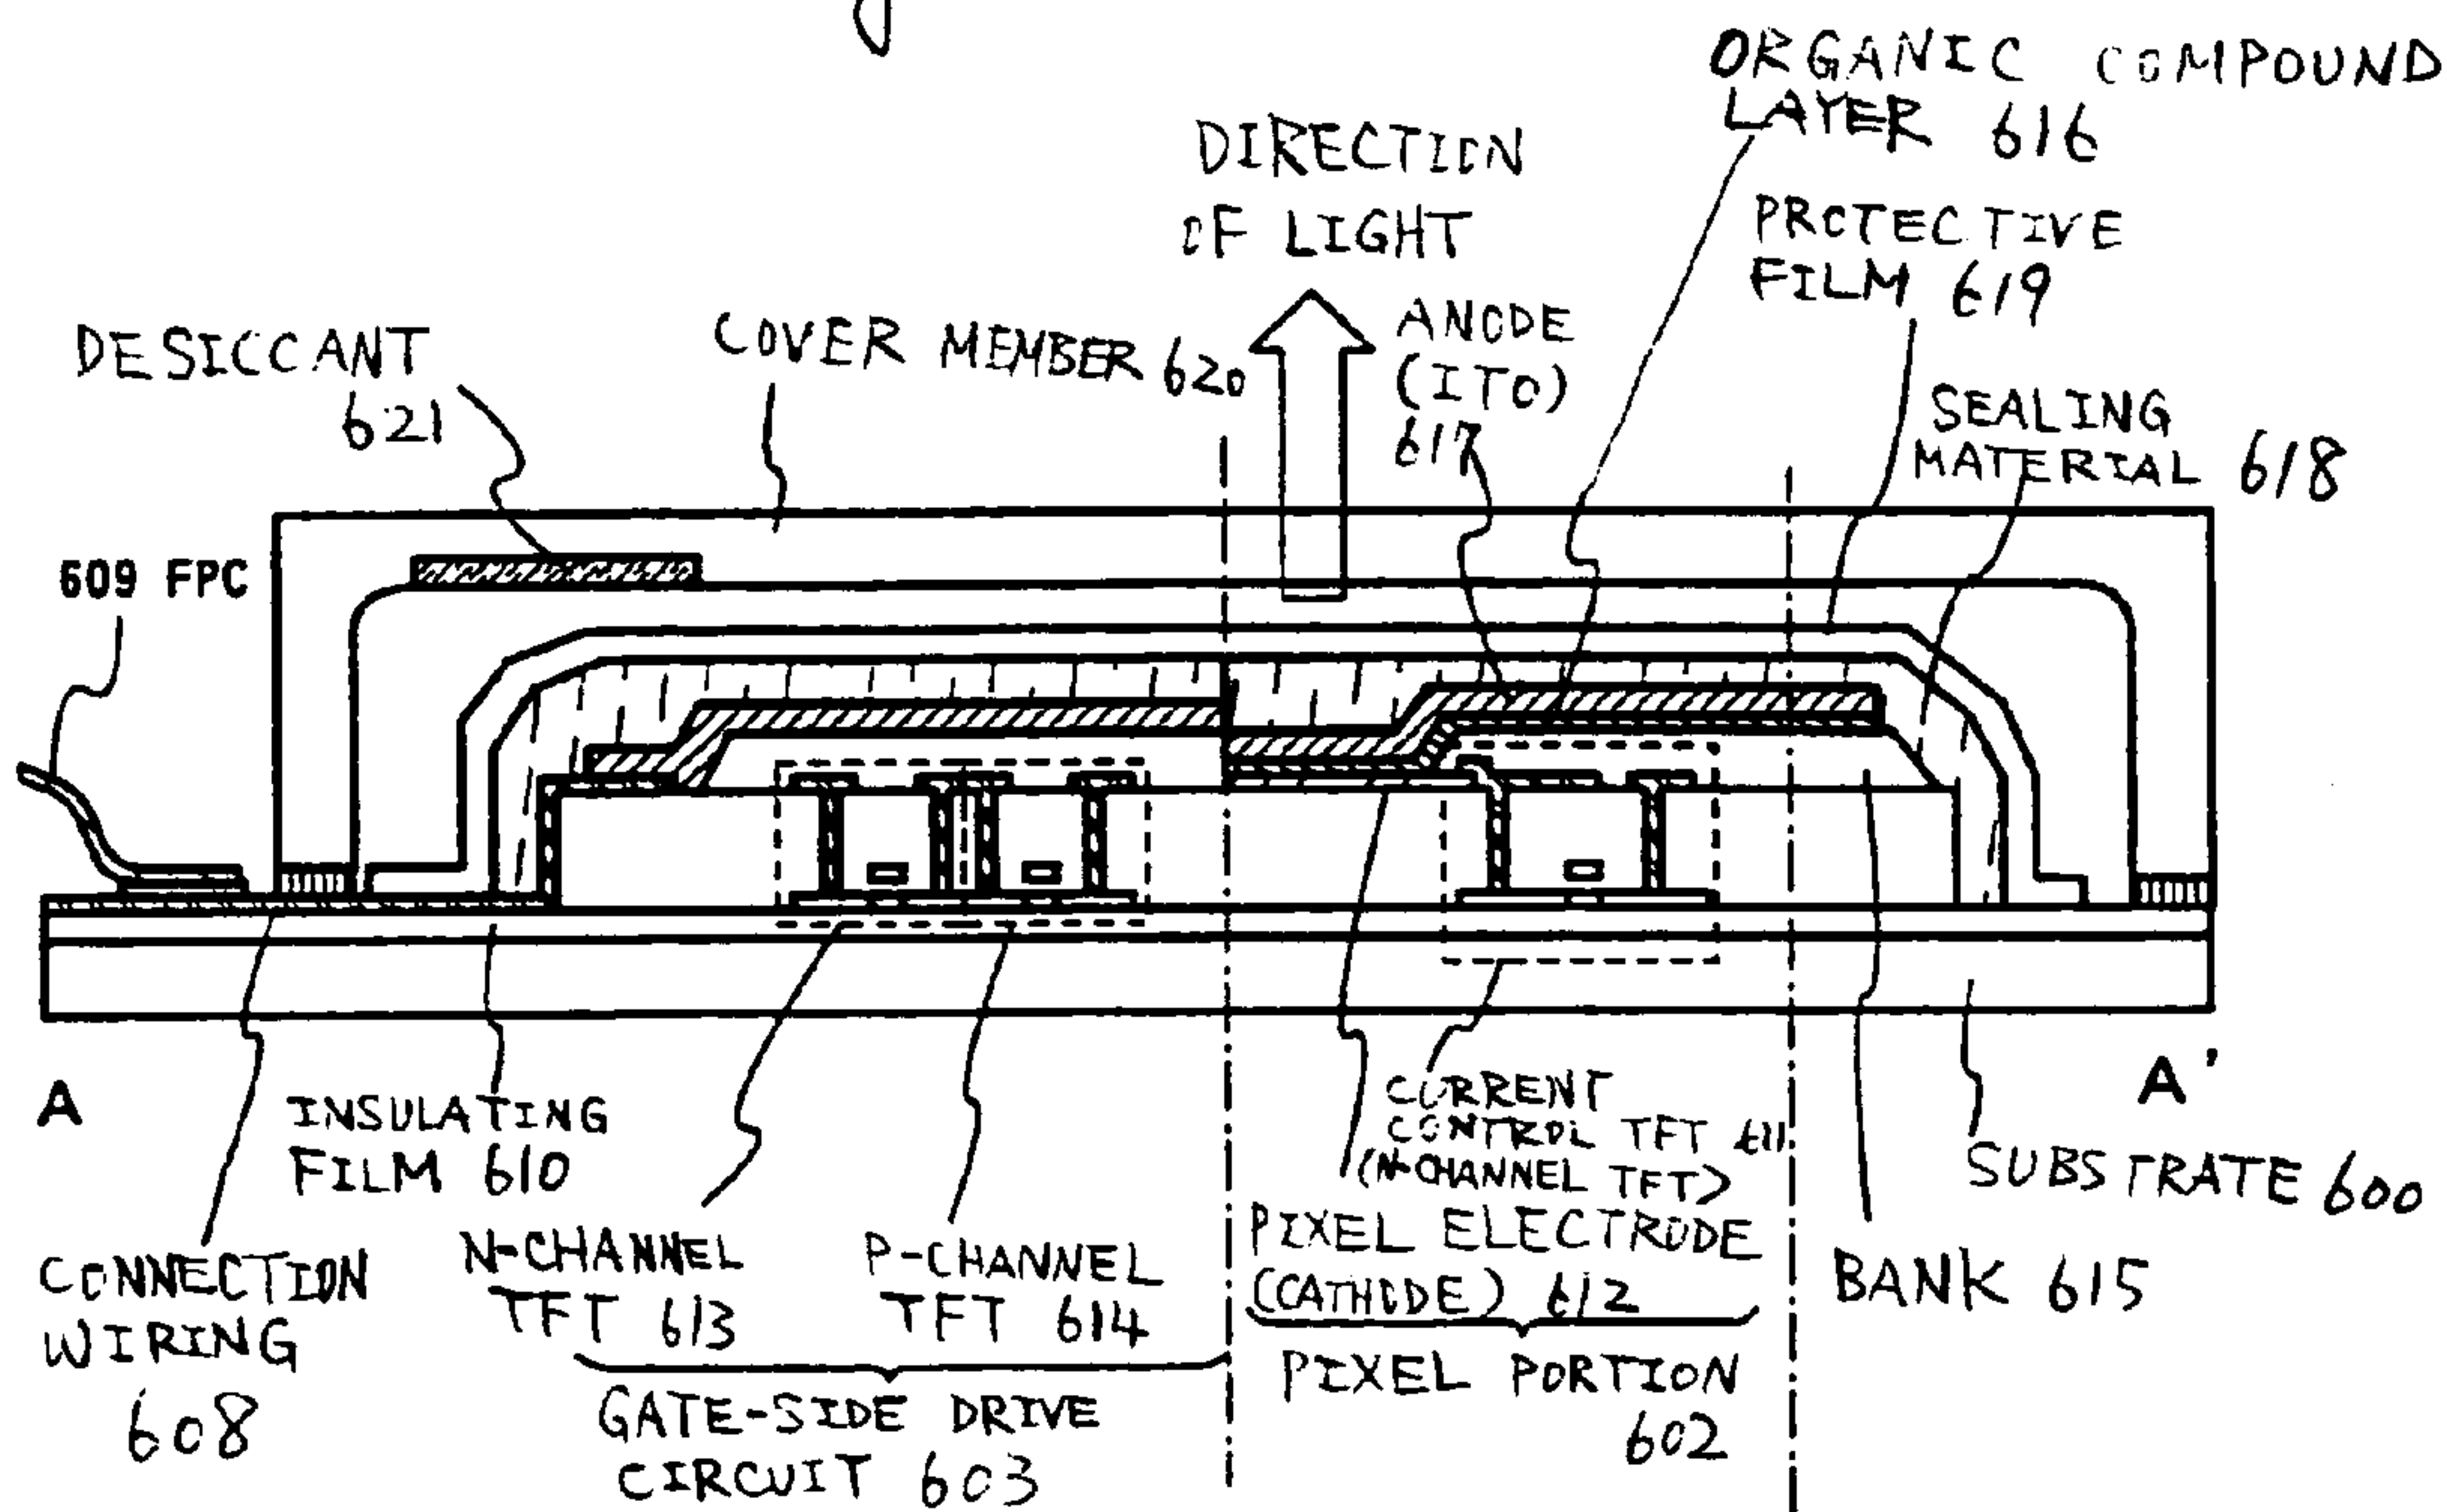 ORGANIC COMPOUND
LAYER 616
DIRECTION
OF LIGHT
PROTECTIVE
FILM 619
ANODE
(ITO)
617
DESICCANT
621
COVER MEMBER 620
SEALING
MATERIAL 618
609 FPC
A
A'
INSULATING
FILM 610
CURRENT
CONTROL TFT 611
(N-CHANNEL TFT)
SUBSTRATE 600
CONNECTION
WIRING
608
N-CHANNEL
TFT 613
P-CHANNEL
TFT 614
PIXEL ELECTRODE
(CATHODE) 612
BANK 615
GATE-SIDE DRIVE
CIRCUIT 603
PIXEL PORTION
602